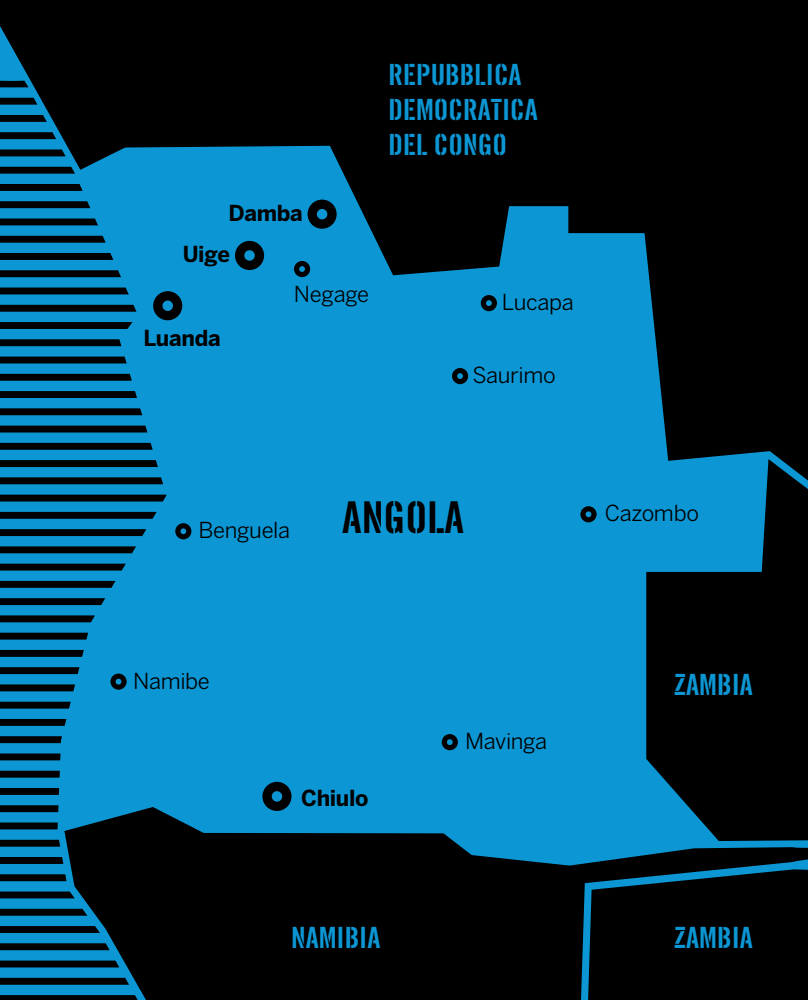 REPUBBLICA
DEMOCRATICA
DEL CONGO
Damba
Uige
Negage
Lucapa
Luanda
Saurimo
ANGOLA
Cazombo
Benguela
Namibe
ZAMBIA
Mavinga
Chiulo
NAMIBIA
ZAMBIA